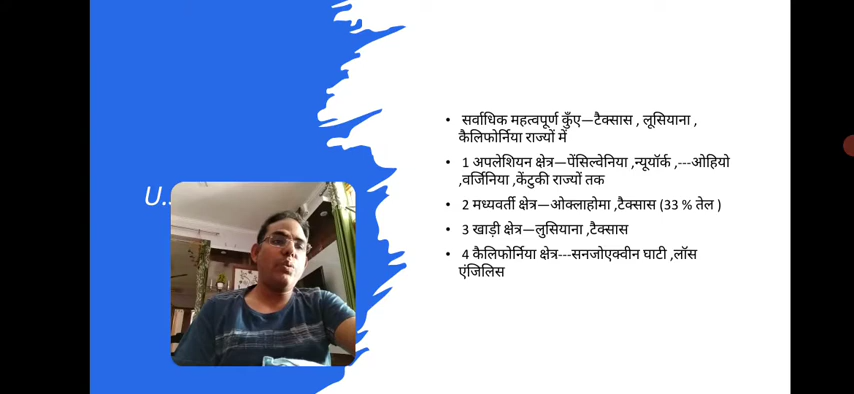 U.
• सर्वाधिक महत्वपूर्ण कुँए—टैक्सास , लूसियाना ,
कैलिफोर्निया राज्यों में
• 1 अपलेशियन क्षेत्र—पेंसिल्वेनिया ,न्यूयॉर्क ,---ओहियो
,वर्जिनिया ,केंटुकी राज्यों तक
• 2 मध्यवर्ती क्षेत्र—ओक्लाहोमा ,टैक्सास (33 % तेल )
• 3 खाड़ी क्षेत्र—लुसियाना ,टैक्सास
• 4 कैलिफोर्निया क्षेत्र---सनजोएक्वीन घाटी ,लॉस
एंजिलिस